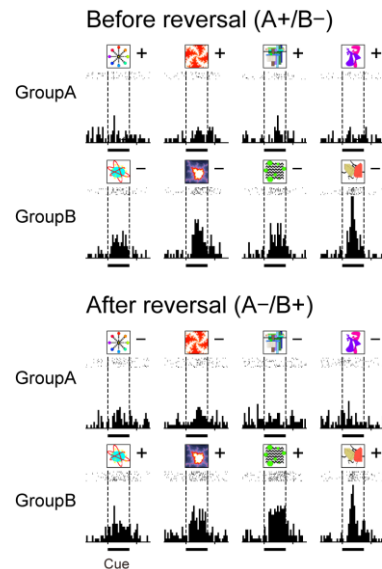 Before reversal (A+/B−)
+ + + +
GroupA
− − − −
GroupB
After reversal (A−/B+)
− − − −
GroupA
+ + + +
GroupB
Cue